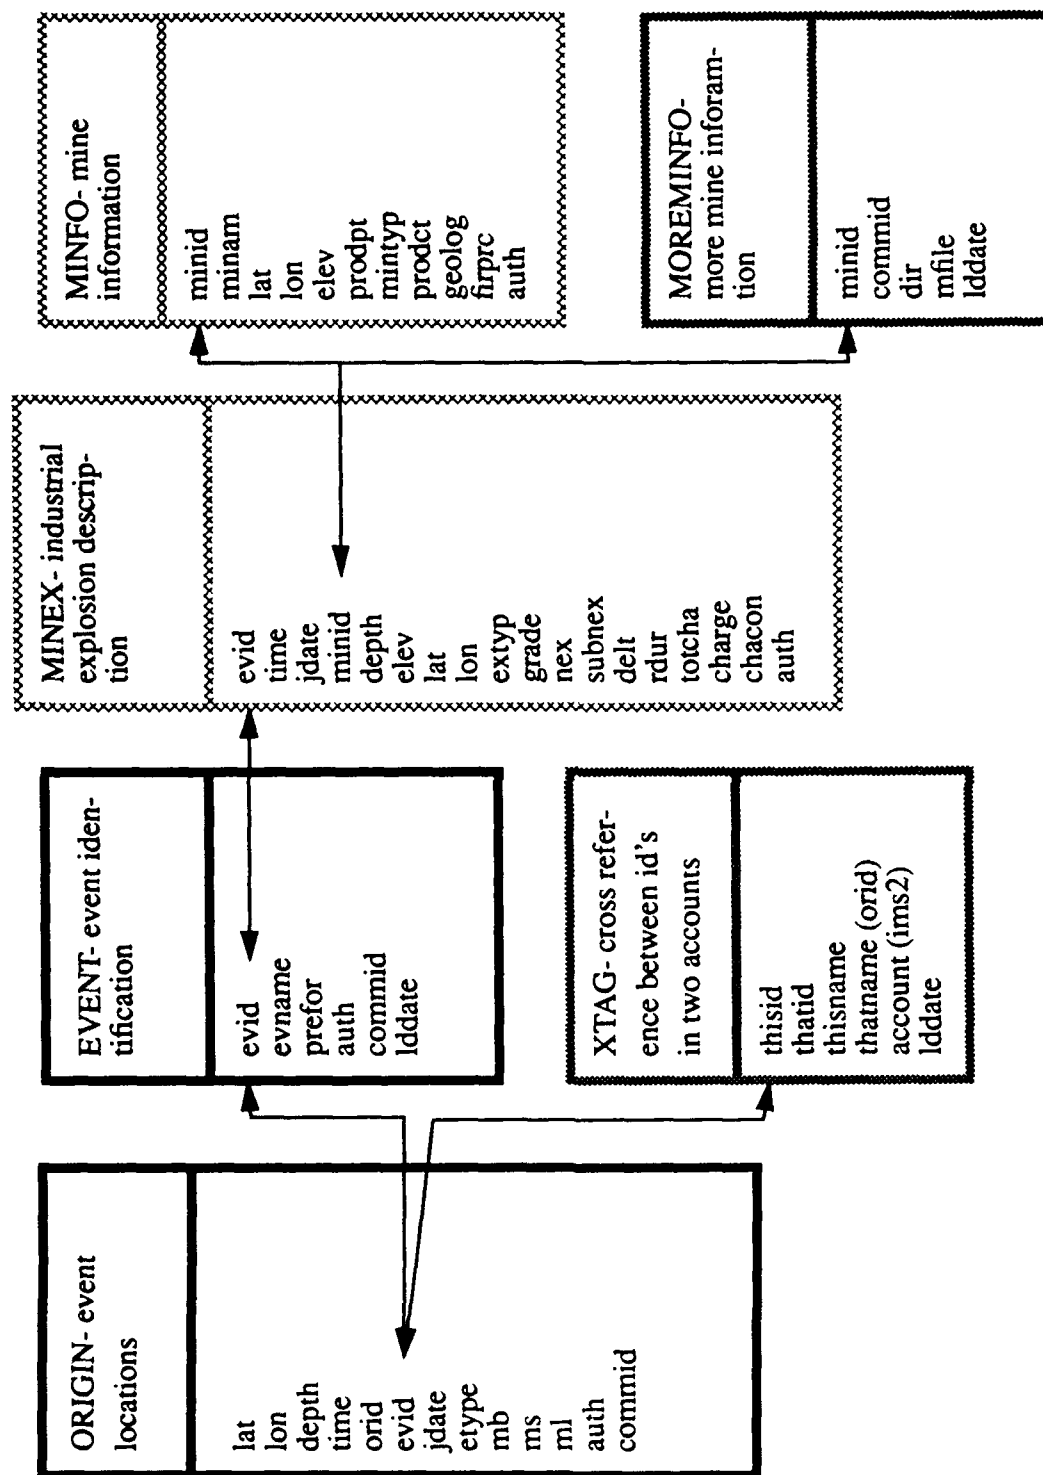 ORIGIN- event
locations
lat
lon
depth
time
orid
evid
jdate
etype
mb
ms
ml
auth
commid
EVENT- event iden-
tification
evid
evname
prefor
auth
commid
lddate
XTAG- cross refer-
ence between id's
in two accounts
thisid
thatid
thisname
thatname (orid)
account (ims2)
lddate
MINEX- industrial
explosion descrip-
tion
evid
time
jdate
minid
depth
elev
lat
lon
extyp
grade
nex
subnex
delt
rdur
totcha
charge
chacon
auth
MINFO- mine
information
minid
minam
lat
lon
elev
prodpt
mintyp
prodct
geolog
firprc
auth
MOREMINFO-
more mine inforam-
tion
minid
commid
dir
mfile
lddate